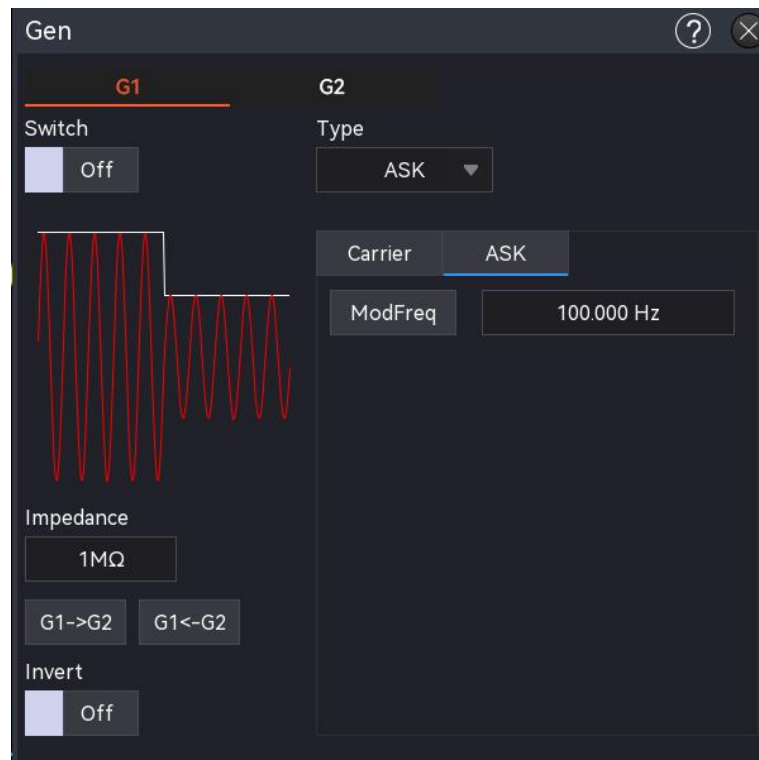 Gen
?
G1 G2
Switch Type
Off ASK
Carrier ASK
ModFreq 100.000 Hz
Impedance
1MΩ
G1->G2 G1<-G2
Invert
Off